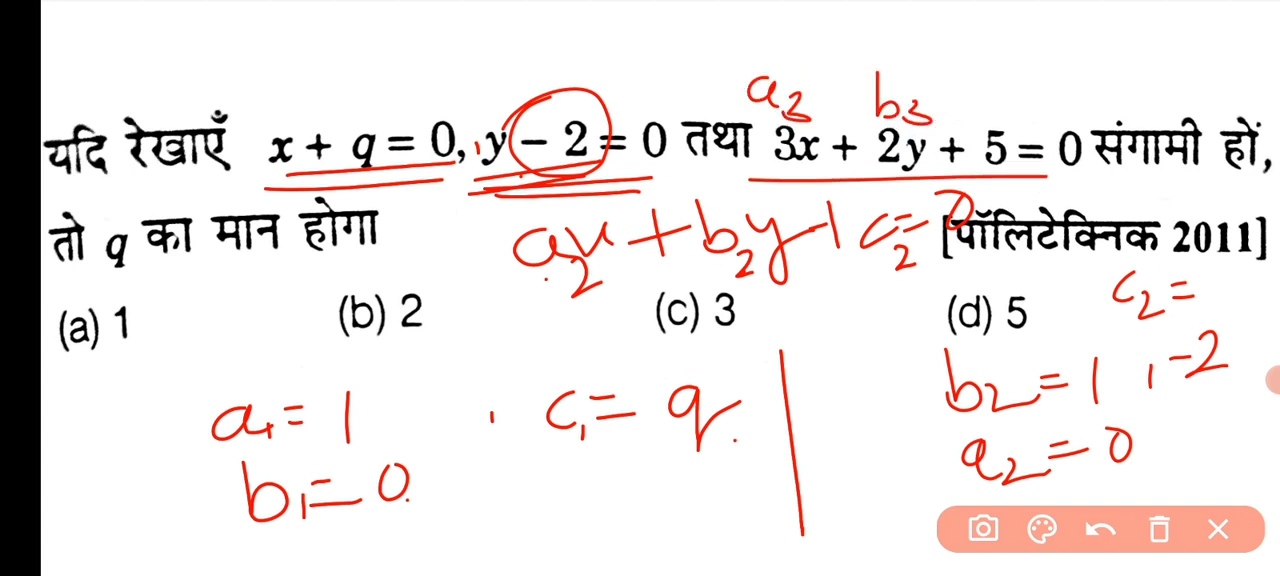 a₃ b₃
यदि रेखाएँ x + q = 0, y − 2 = 0 तथा 3x + 2y + 5 = 0 संगामी हों,
तो q का मान होगा [पॉलिटेक्निक 2011]
a₂x + b₂y + c₂ = 0
(a) 1 (b) 2 (c) 3 (d) 5
c₂ =
a₁ = 1 , c₁ = q b₂ = 1 , -2
b₁ = 0 a₂ = 0